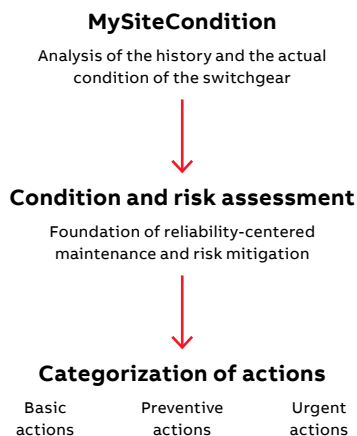 MySiteCondition
Analysis of the history and the actual
condition of the switchgear
Condition and risk assessment
Foundation of reliability-centered
maintenance and risk mitigation
Categorization of actions
Basic
actions
Preventive
actions
Urgent
actions